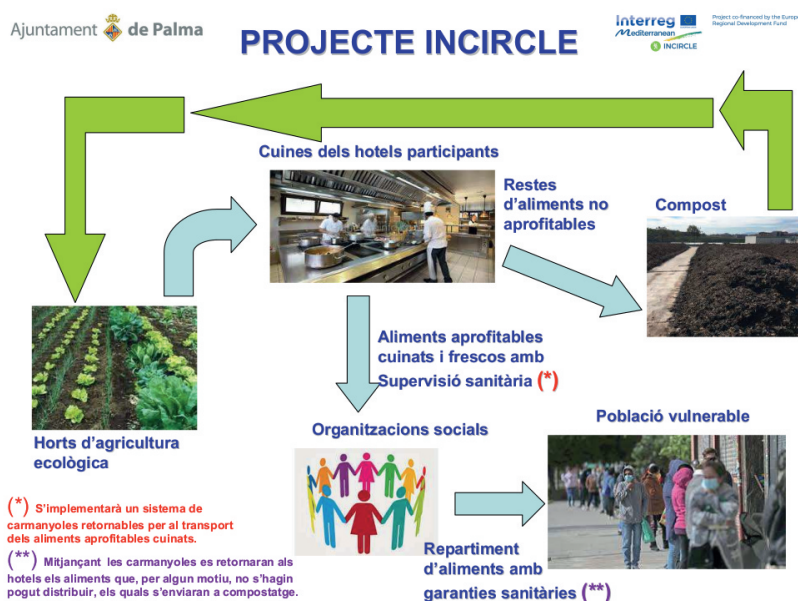 Ajuntament de Palma
PROJECTE INCIRCLE
Interreg
Mediterranean
INCIRCLE
Project co-financed by the Europ
Regional Development Fund
Cuines dels hotels participants
Restes
d'aliments no
aprofitables
Compost
Aliments aprofitables
cuinats i frescos amb
Supervisió sanitària (*)
Horts d'agricultura
ecològica
Organitzacions socials
Població vulnerable
(*) S'implementarà un sistema de
carmanyoles retornables per al transport
dels aliments aprofitables cuinats.
(**) Mitjançant les carmanyoles es retornaran als
hotels els aliments que, per algun motiu, no s'hagin
pogut distribuir, els quals s'enviaran a compostatge.
Repartiment
d'aliments amb
garanties sanitàries (**)